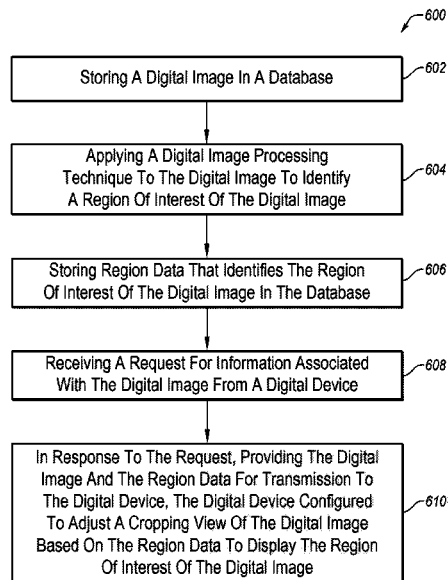 600
Storing A Digital Image In A Database
602
Applying A Digital Image Processing
Technique To The Digital Image To Identify
A Region Of Interest Of The Digital Image
604
Storing Region Data That Identifies The Region
Of Interest Of The Digital Image In The Database
606
Receiving A Request For Information Associated
With The Digital Image From A Digital Device
608
In Response To The Request, Providing The Digital
Image And The Region Data For Transmission To
The Digital Device, The Digital Device Configured
To Adjust A Cropping View Of The Digital Image
Based On The Region Data To Display The Region
Of Interest Of The Digital Image
610